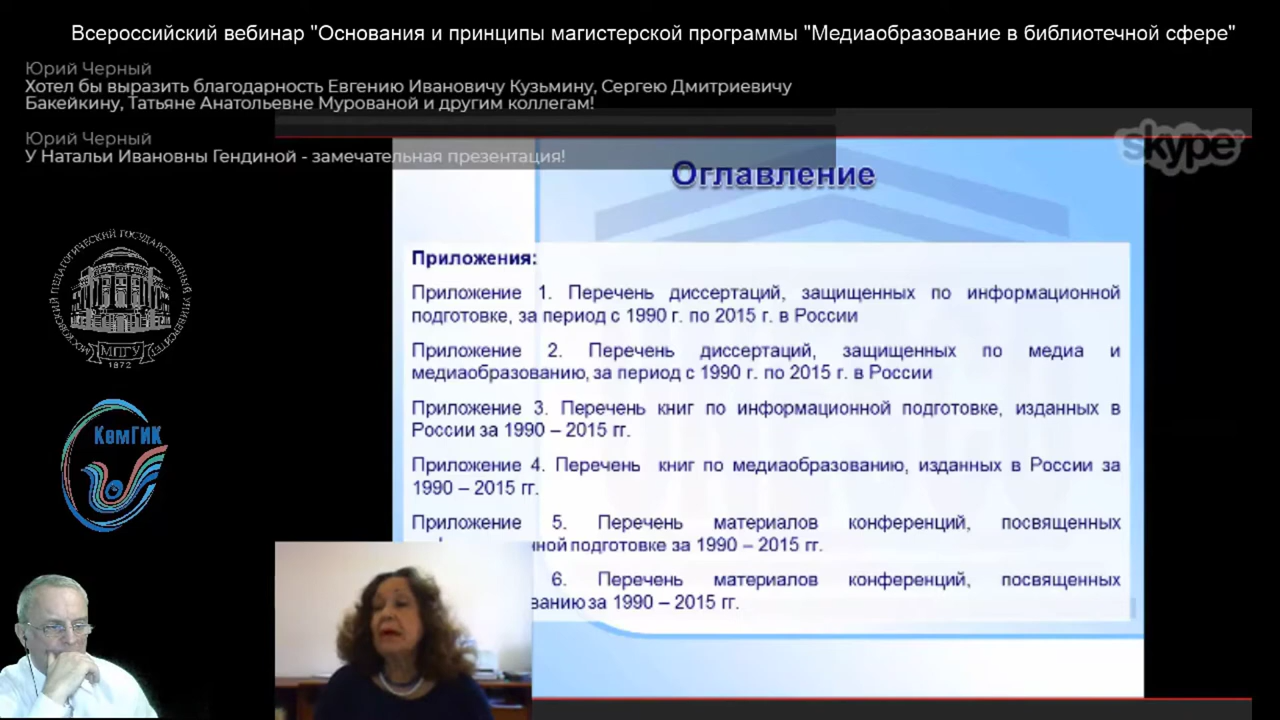 Всероссийский вебинар "Основания и принципы магистерской программы "Медиаобразование в библиотечной сфере"
Юрий Черный
Хотел бы выразить благодарность Евгению Ивановичу Кузьмину, Сергею Дмитриевичу
Бакейкину, Татьяне Анатольевне Мурованой и другим коллегам!
Юрий Черный
У Натальи Ивановны Гендиной - замечательная презентация!
skype
Оглавление
Приложения:
Приложение 1. Перечень диссертаций, защищенных по информационной
подготовке, за период с 1990 г. по 2015 г. в России
Приложение 2. Перечень диссертаций, защищенных по медиа и
медиаобразованию, за период с 1990 г. по 2015 г. в России
Приложение 3. Перечень книг по информационной подготовке, изданных в
России за 1990 – 2015 гг.
Приложение 4. Перечень книг по медиаобразованию, изданных в России за
1990 – 2015 гг.
Приложение 5. Перечень материалов конференций, посвященных
ной подготовке за 1990 – 2015 гг.
6. Перечень материалов конференций, посвященных
ванию за 1990 – 2015 гг.
МОСКОВСКИЙ ПЕДАГОГИЧЕСКИЙ ГОСУДАРСТВЕННЫЙ УНИВЕРСИТЕТ
МПГУ
1872
КемГИК